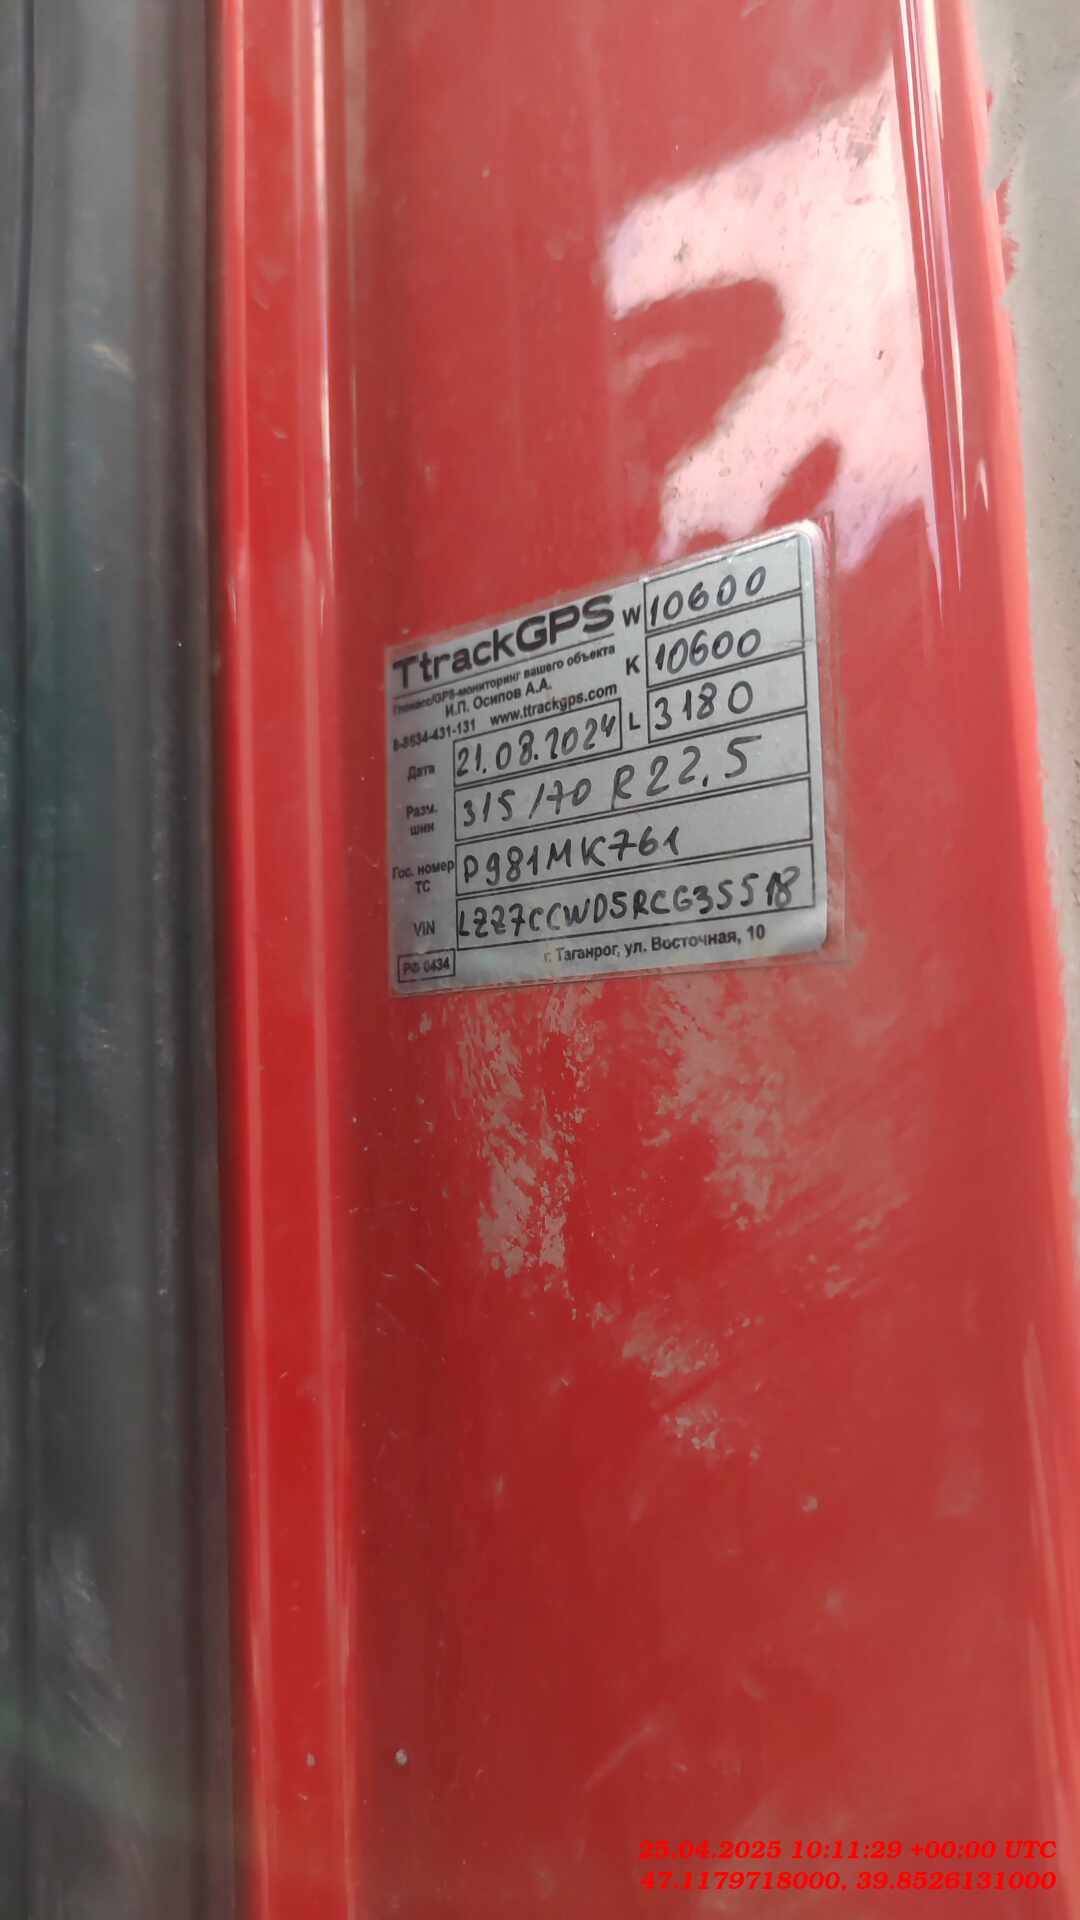 TtrackGPS
Глонасс/GPS-мониторинг вашего объекта
И.П. Осипов А.А.
8-8634-431-131 www.ttrackgps.com
W 10600
K 10600
L 3180
Дата 21.08.2024
Разм. шин 315/70 R22.5
Гос. номер ТС Р981МК761
VIN LZZ7CCWD5RCG35518
РФ 0434
г. Таганрог, ул. Восточная, 10
25.04.2025 10:11:29 +00:00 UTC
47.1179718000, 39.8526131000